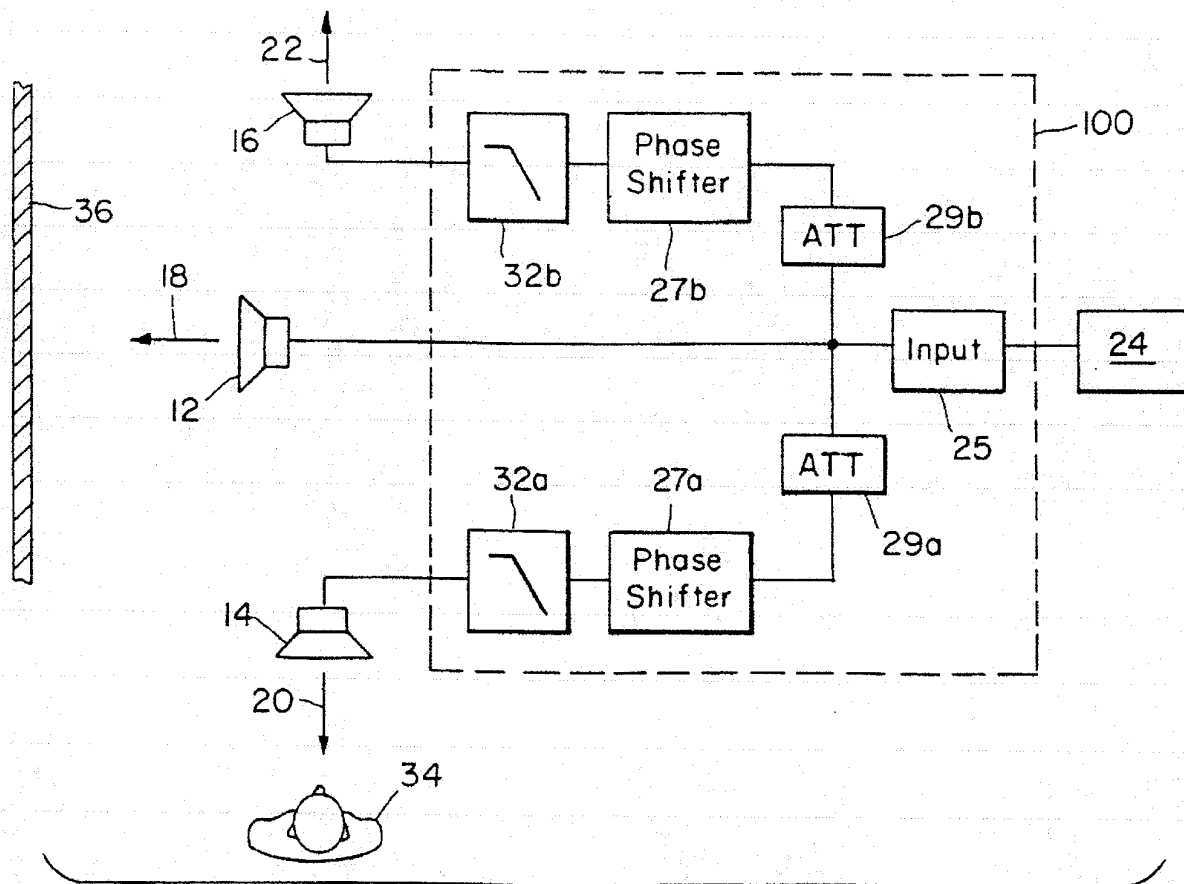 22
16
Phase
Shifter
100
36
ATT
29b
32b
27b
18
12
Input
24
25
32a
27a
ATT
29a
Phase
Shifter
14
20
34